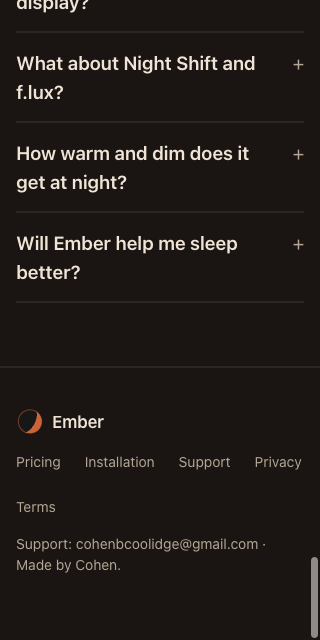 display?
What about Night Shift and
f.lux?
+
How warm and dim does it
get at night?
+
Will Ember help me sleep
better?
+
Ember
Pricing Installation Support Privacy
Terms
Support: cohenbcoolidge@gmail.com ·
Made by Cohen.